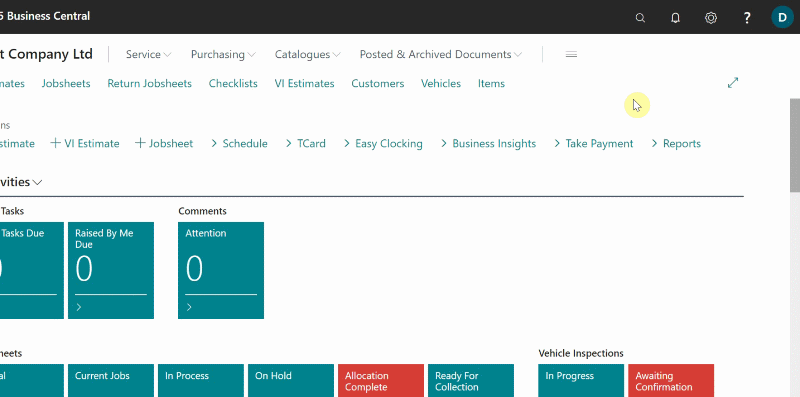 5 Business Central
?
D
t Company Ltd
Service
Purchasing
Catalogues
Posted & Archived Documents
mates
Jobsheets
Return Jobsheets
Checklists
VI Estimates
Customers
Vehicles
Items
ns
stimate
VI Estimate
Jobsheet
Schedule
TCard
Easy Clocking
Business Insights
Take Payment
Reports
vities
Tasks
Comments
Tasks Due
0
Raised By Me
Due
0
Attention
0
heets
Vehicle Inspections
al
Current Jobs
In Process
On Hold
Allocation
Complete
Ready For
Collection
In Progress
Awaiting
Confirmation